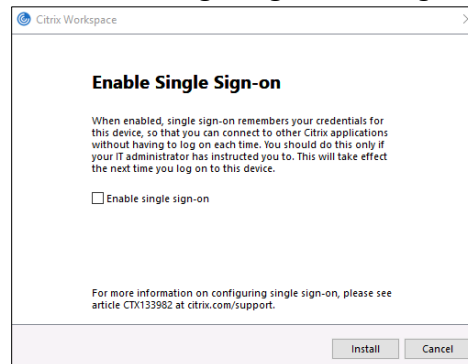 Citrix Workspace
Enable Single Sign-on
When enabled, single sign-on remembers your credentials for
this device, so that you can connect to other Citrix applications
without having to log on each time. You should do this only if
your IT administrator has instructed you to. This will take effect
the next time you log on to this device.
Enable single sign-on
For more information on configuring single sign-on, please see
article CTX133982 at citrix.com/support.
Install Cancel